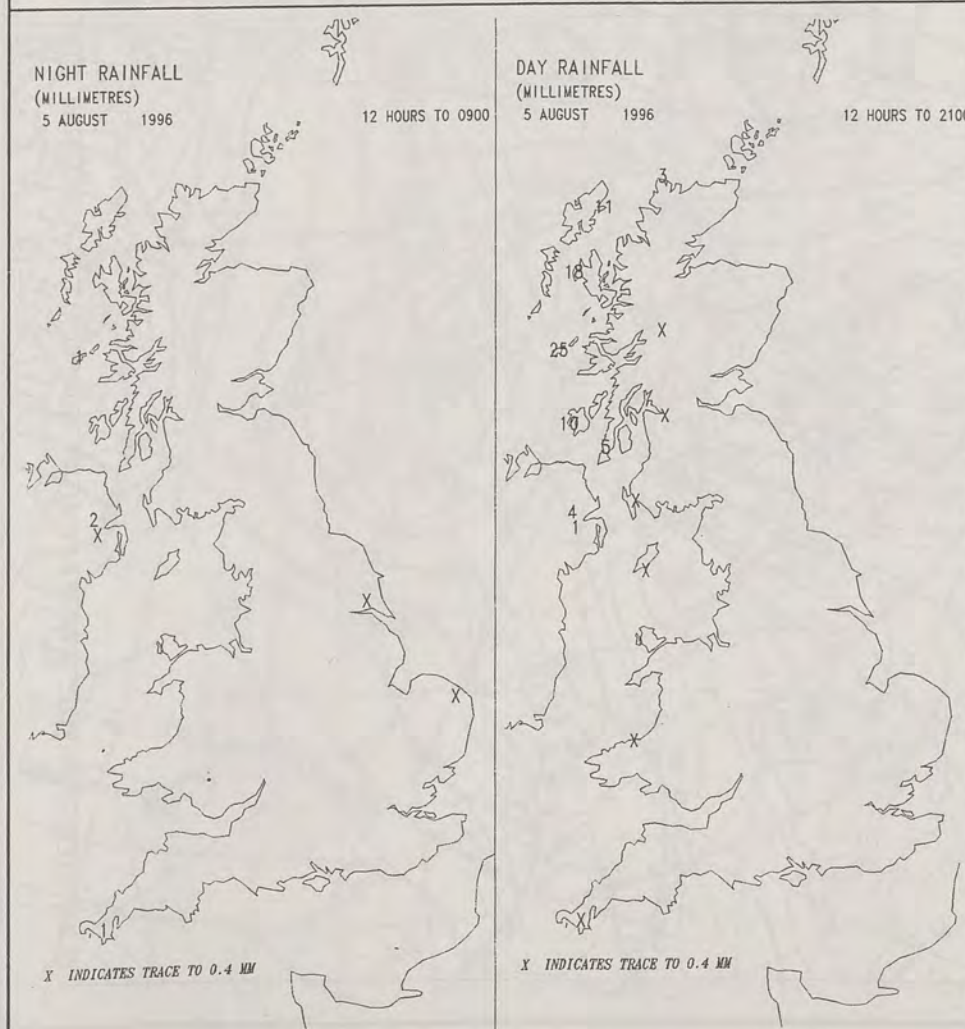 NIGHT RAINFALL
(MILLIMETRES)
5 AUGUST 1996
12 HOURS TO 0900
2
X
X
X
1
X INDICATES TRACE TO 0.4 MM
DAY RAINFALL
(MILLIMETRES)
5 AUGUST 1996
12 HOURS TO 2100
3
11
18
X
25
X
10
5
X
4
1
X
X
X
X INDICATES TRACE TO 0.4 MM